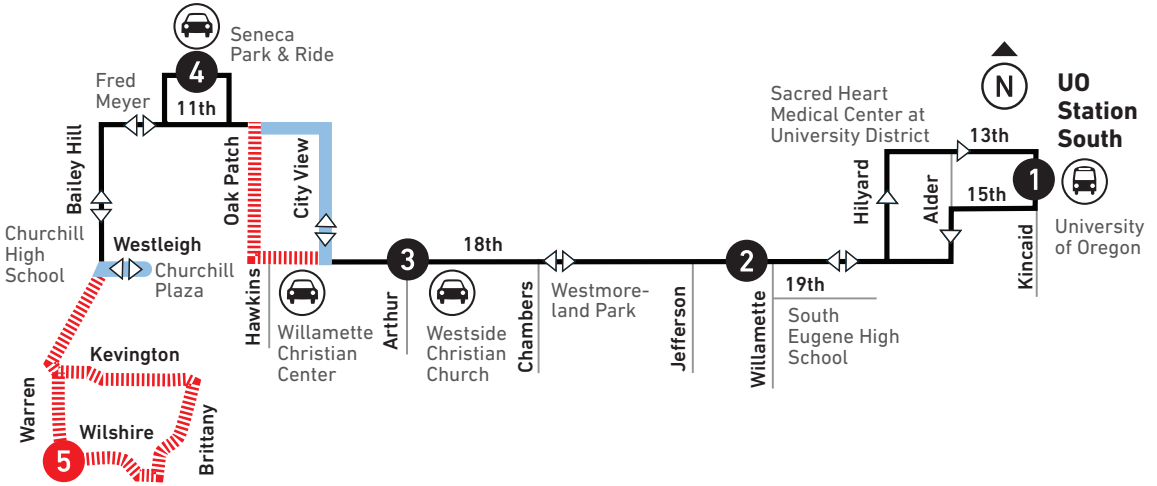 Seneca
Park & Ride
4
Fred
Meyer
11th
Bailey Hill
Oak Patch
City View
Churchill
High
School
Westleigh
Churchill
Plaza
Hawkins
Willamette
Christian
Center
3
18th
Arthur
Westside
Christian
Church
Chambers
Westmore-
land Park
Jefferson
2
Willamette
19th
South
Eugene High
School
Sacred Heart
Medical Center at
University District
Hilyard
Alder
13th
15th
N
UO
Station
South
1
University
of Oregon
Kincaid
Kevington
Warren
Wilshire
Brittany
5